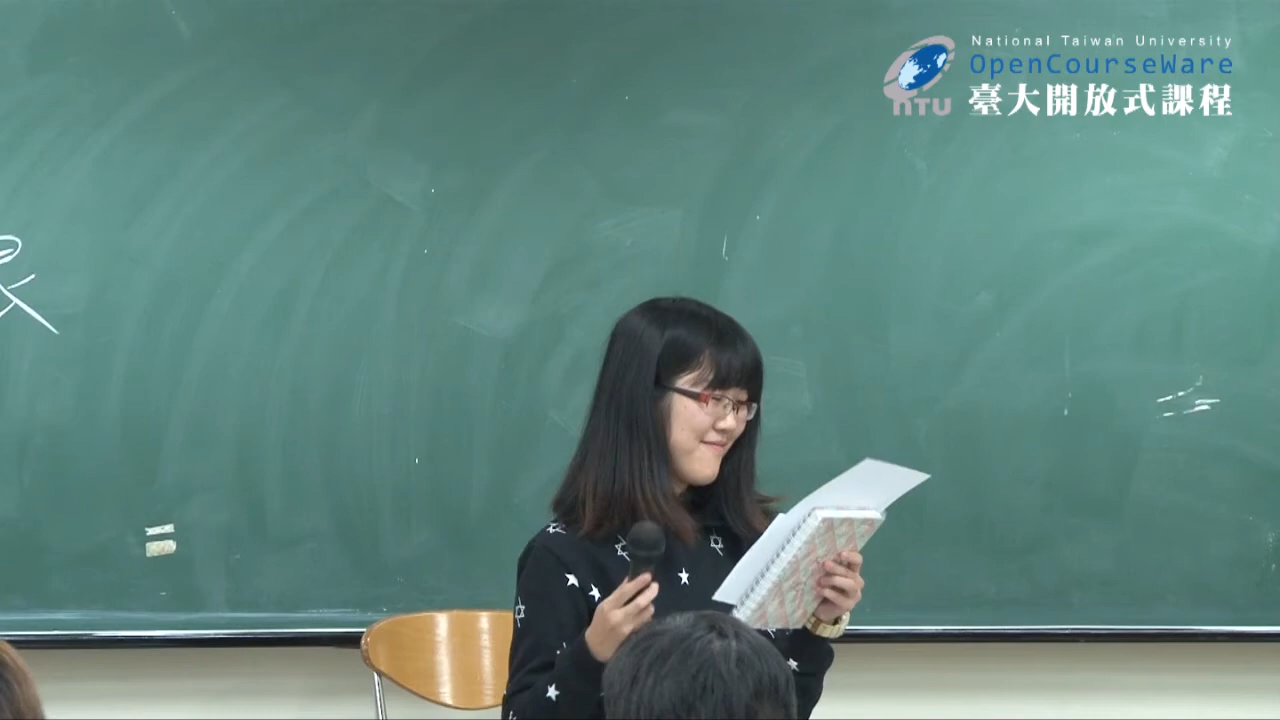 National Taiwan University
OpenCourseWare
NTU
臺大開放式課程